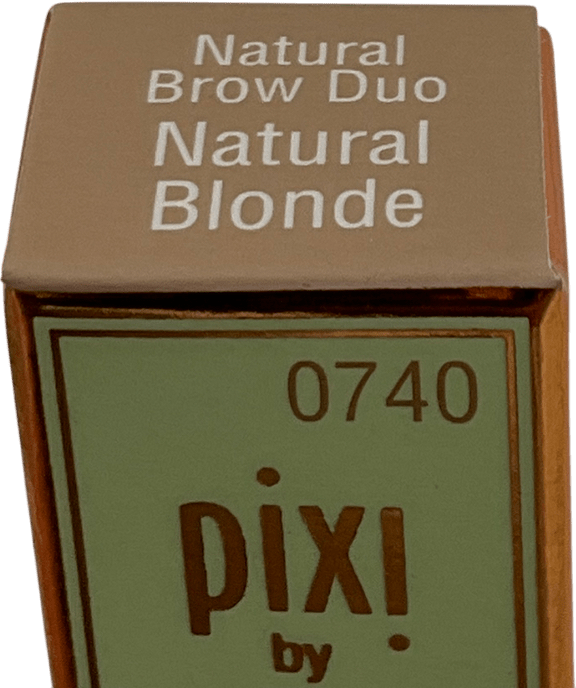 Natural
Brow Duo
Natural
Blonde
0740
pixi
by